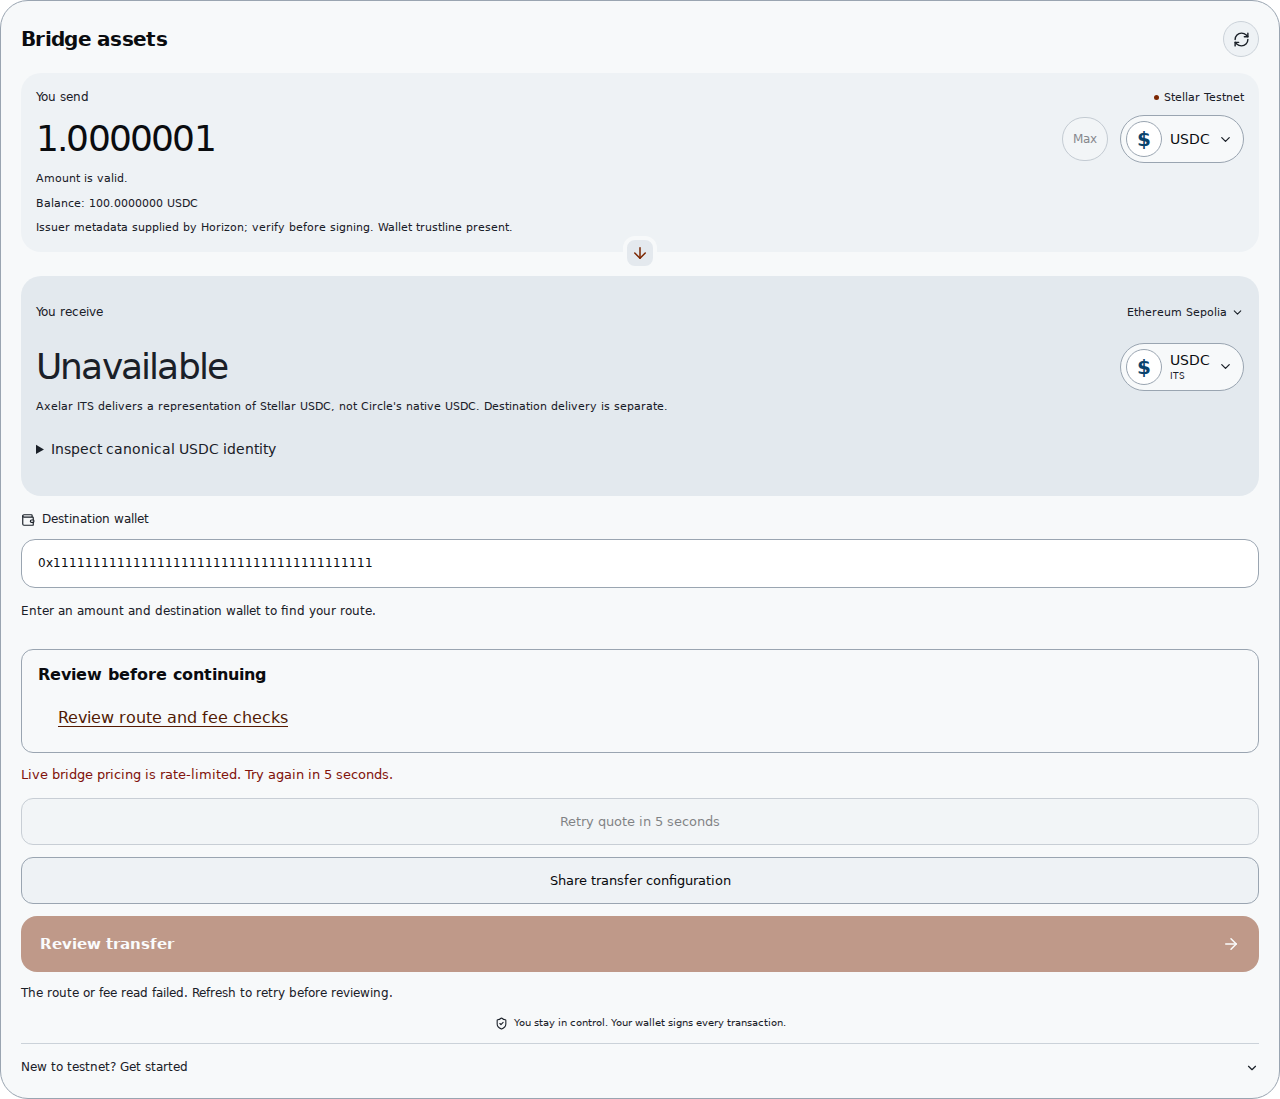 Bridge assets
You send
Stellar Testnet
1.0000001
Max
$ USDC
Amount is valid.
Balance: 100.0000000 USDC
Issuer metadata supplied by Horizon; verify before signing. Wallet trustline present.
You receive
Ethereum Sepolia
Unavailable
$ USDC
ITS
Axelar ITS delivers a representation of Stellar USDC, not Circle's native USDC. Destination delivery is separate.
Inspect canonical USDC identity
Destination wallet
0x1111111111111111111111111111111111111111
Enter an amount and destination wallet to find your route.
Review before continuing
Review route and fee checks
Live bridge pricing is rate-limited. Try again in 5 seconds.
Retry quote in 5 seconds
Share transfer configuration
Review transfer
The route or fee read failed. Refresh to retry before reviewing.
You stay in control. Your wallet signs every transaction.
New to testnet? Get started